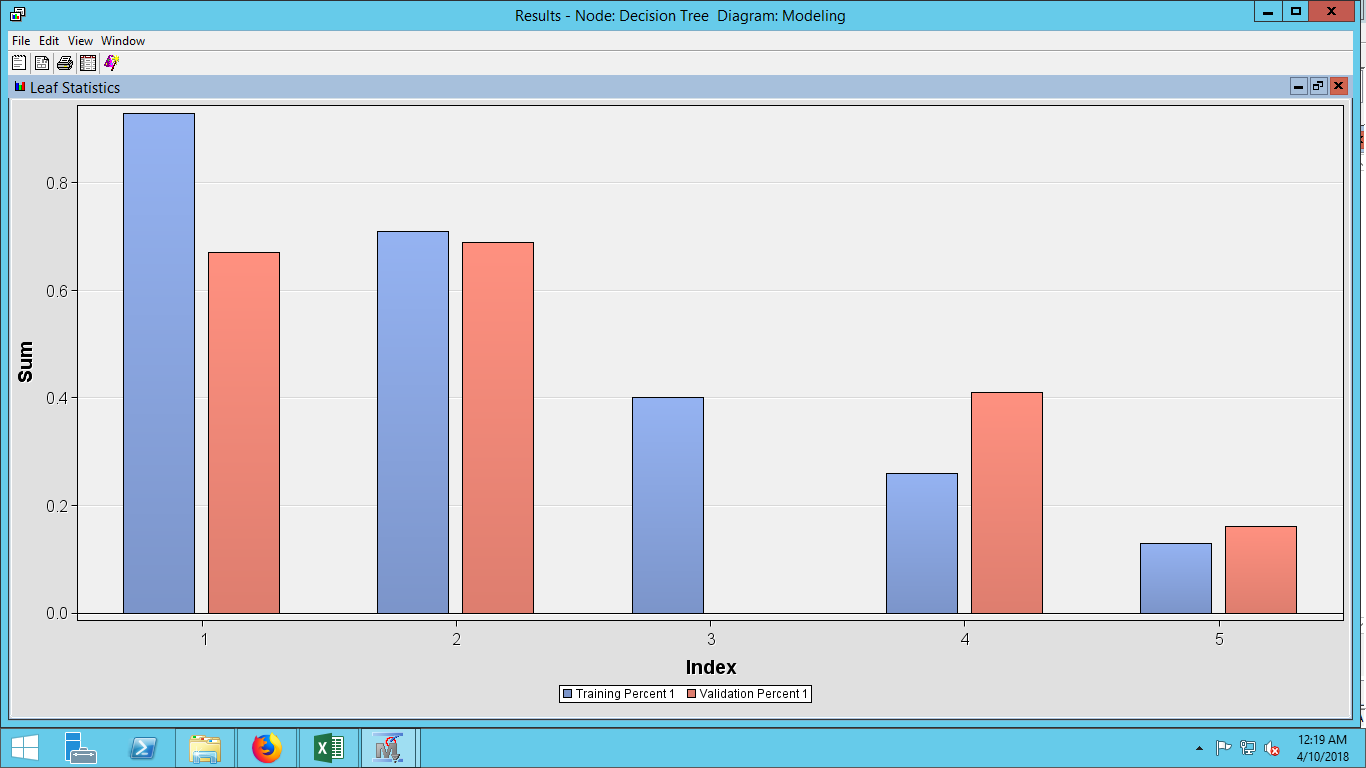 Results - Node: Decision Tree  Diagram: Modeling
File Edit View Window
Leaf Statistics
0.8
0.6
0.4
0.2
0.0
Sum
1 2 3 4 5
Index
Training Percent 1 Validation Percent 1
12:19 AM
4/10/2018